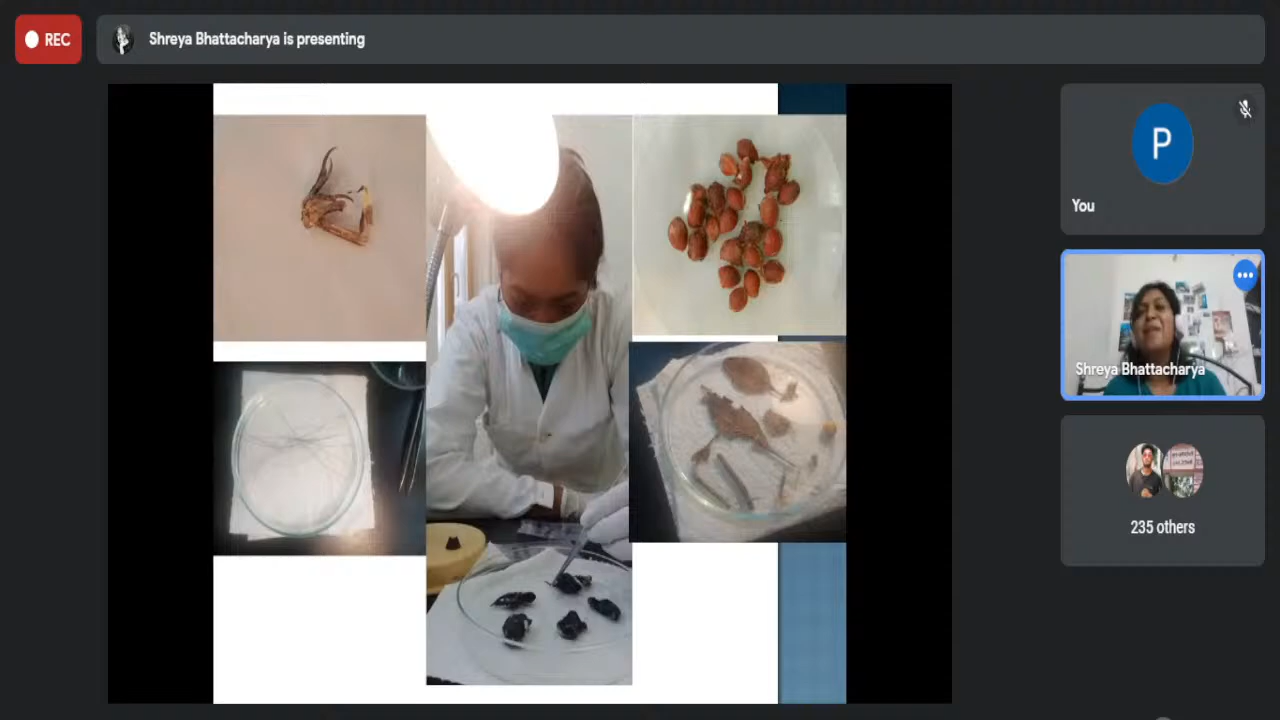 REC
Shreya Bhattacharya is presenting
P
You
Shreya Bhattacharya
235 others